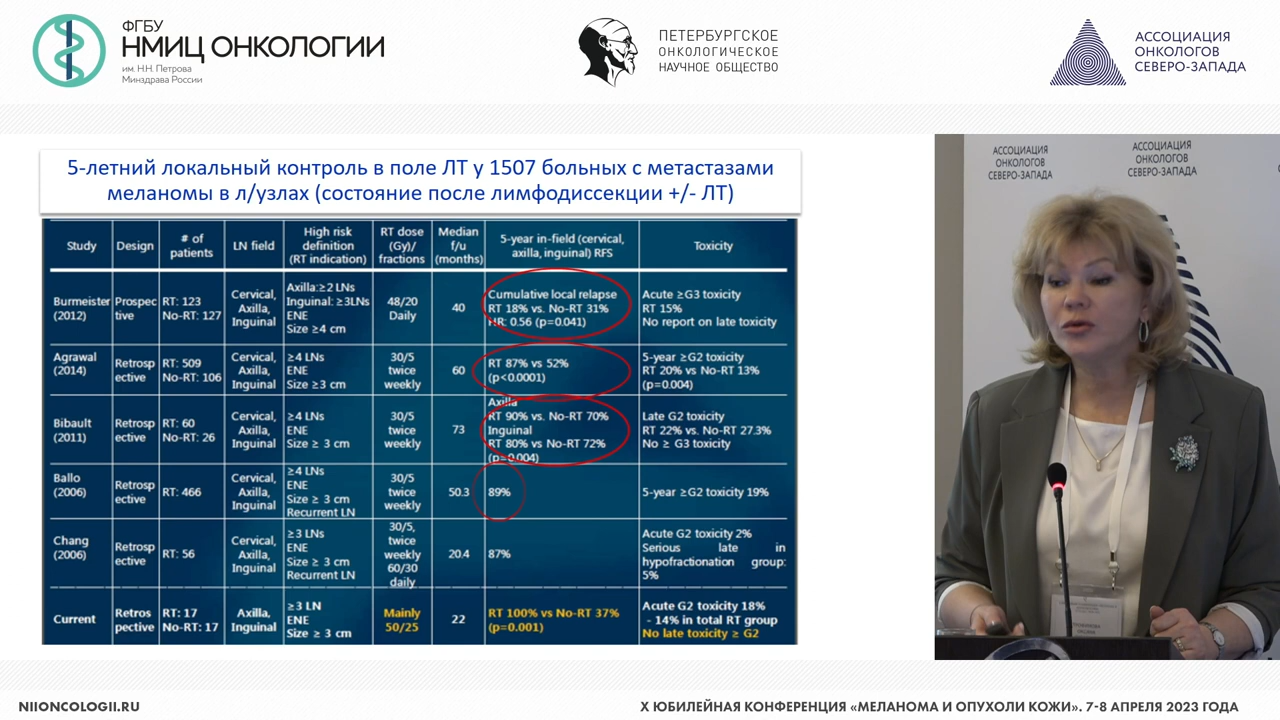 ФГБУ
НМИЦ ОНКОЛОГИИ
им. Н.Н. Петрова
Минздрава России
ПЕТЕРБУРГСКОЕ
ОНКОЛОГИЧЕСКОЕ
НАУЧНОЕ ОБЩЕСТВО
АССОЦИАЦИЯ
ОНКОЛОГОВ
СЕВЕРО-ЗАПАДА
5-летний локальный контроль в поле ЛТ у 1507 больных с метастазами
меланомы в л/узлах (состояние после лимфодиссекции +/- ЛТ)
Study
Design
# of
patients
LN field
High risk
definition
(RT indication)
RT dose
(Gy)/
fractions
Median
f/u
(months)
5-year in-field (cervical,
axilla, inguinal) RFS
Toxicity
Burmeister
(2012)
Prospec
tive
RT: 123
No-RT: 127
Cervical,
Axilla,
Inguinal
Axilla:≥2 LNs
Inguinal: ≥3LNs
ENE
Size ≥4 cm
48/20
Daily
40
Cumulative local relapse
RT 18% vs. No-RT 31%
HR: 0.56 (p=0.041)
Acute ≥G3 toxicity
RT 15%
No report on late toxicity
Agrawal
(2014)
Retrosp
ective
RT: 509
No-RT: 106
Cervical,
Axilla,
Inguinal
≥4 LNs
ENE
Size ≥3 cm
30/5
twice
weekly
60
RT 87% vs 52%
(p<0.0001)
5-year ≥G2 toxicity
RT 20% vs No-RT 13%
(p=0.004)
Bibault
(2011)
Retrosp
ective
RT: 60
No-RT: 26
Cervical,
Axilla,
Inguinal
≥4 LNs
ENE
Size ≥ 3 cm
30/5
twice
weekly
73
Axilla
RT 90% vs. No-RT 70%
Inguinal
RT 80% vs No-RT 72%
(p=0.004)
Late G2 toxicity
RT 22% vs. No-RT 27.3%
No ≥ G3 toxicity
Ballo
(2006)
Retrosp
ective
RT: 466
Cervical,
Axilla,
Inguinal
≥4 LNs
ENE
Size ≥ 3 cm
Recurrent LN
30/5
twice
weekly
50.3
89%
5-year ≥G2 toxicity 19%
Chang
(2006)
Retrosp
ective
RT: 56
Cervical,
Axilla,
Inguinal
≥3 LNs
ENE
Size ≥ 3 cm
Recurrent LN
30/5,
twice
weekly
60/30
daily
20.4
87%
Acute G2 toxicity 2%
Serious late in
hypofractionation group:
5%
Current
Retros
pective
RT: 17
No-RT: 17
Axilla,
Inguinal
≥3 LN
ENE
Size ≥ 3 cm
Mainly
50/25
22
RT 100% vs No-RT 37%
(p=0.001)
Acute G2 toxicity 18%
- 14% in total RT group
No late toxicity ≥ G2
АССОЦИАЦИЯ
ОНКОЛОГОВ
СЕВЕРО-ЗАПАДА
АССОЦИАЦИЯ
ОНКОЛОГОВ
СЕВЕРО-ЗАПАДА
NIIONCOLOGII.RU
X ЮБИЛЕЙНАЯ КОНФЕРЕНЦИЯ «МЕЛАНОМА И ОПУХОЛИ КОЖИ». 7-8 АПРЕЛЯ 2023 ГОДА